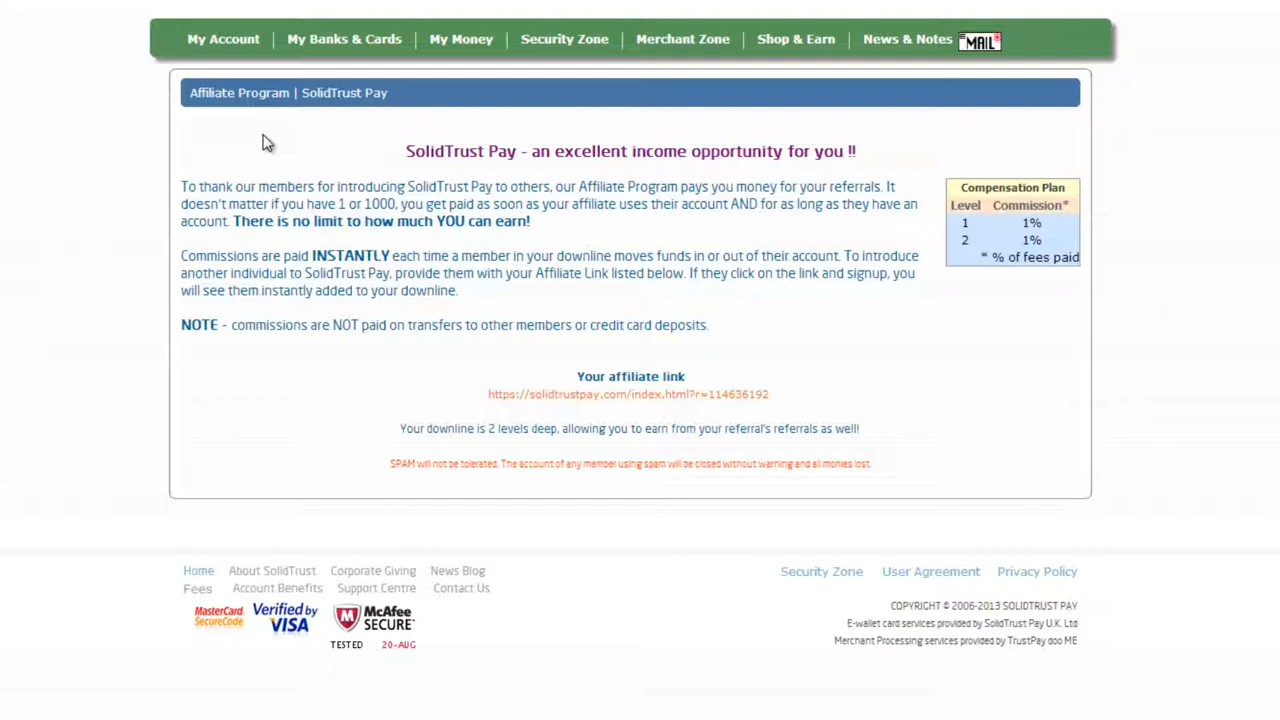 My Account | My Banks & Cards | My Money | Security Zone | Merchant Zone | Shop & Earn | News & Notes MAIL
Affiliate Program | SolidTrust Pay
SolidTrust Pay - an excellent income opportunity for you !!
To thank our members for introducing SolidTrust Pay to others, our Affiliate Program pays you money for your referrals. It
doesn't matter if you have 1 or 1000, you get paid as soon as your affiliate uses their account AND for as long as they have an
account. There is no limit to how much YOU can earn!
Commissions are paid INSTANTLY each time a member in your downline moves funds in or out of their account. To introduce
another individual to SolidTrust Pay, provide them with your Affiliate Link listed below. If they click on the link and signup, you
will see them instantly added to your downline.
NOTE - commissions are NOT paid on transfers to other members or credit card deposits.
Compensation Plan
Level Commission*
1 1%
2 1%
* % of fees paid
Your affiliate link
https://solidtrustpay.com/index.html?r=114636192
Your downline is 2 levels deep, allowing you to earn from your referral's referrals as well!
SPAM will not be tolerated. The account of any member using spam will be closed without warning and all monies lost.
Home About SolidTrust Corporate Giving News Blog
Fees Account Benefits Support Centre Contact Us
MasterCard SecureCode
Verified by VISA
McAfee SECURE™
TESTED 20-AUG
Security Zone User Agreement Privacy Policy
COPYRIGHT © 2006-2013 SOLIDTRUST PAY
E-wallet card services provided by SolidTrust Pay U.K. Ltd
Merchant Processing services provided by TrustPay doo ME